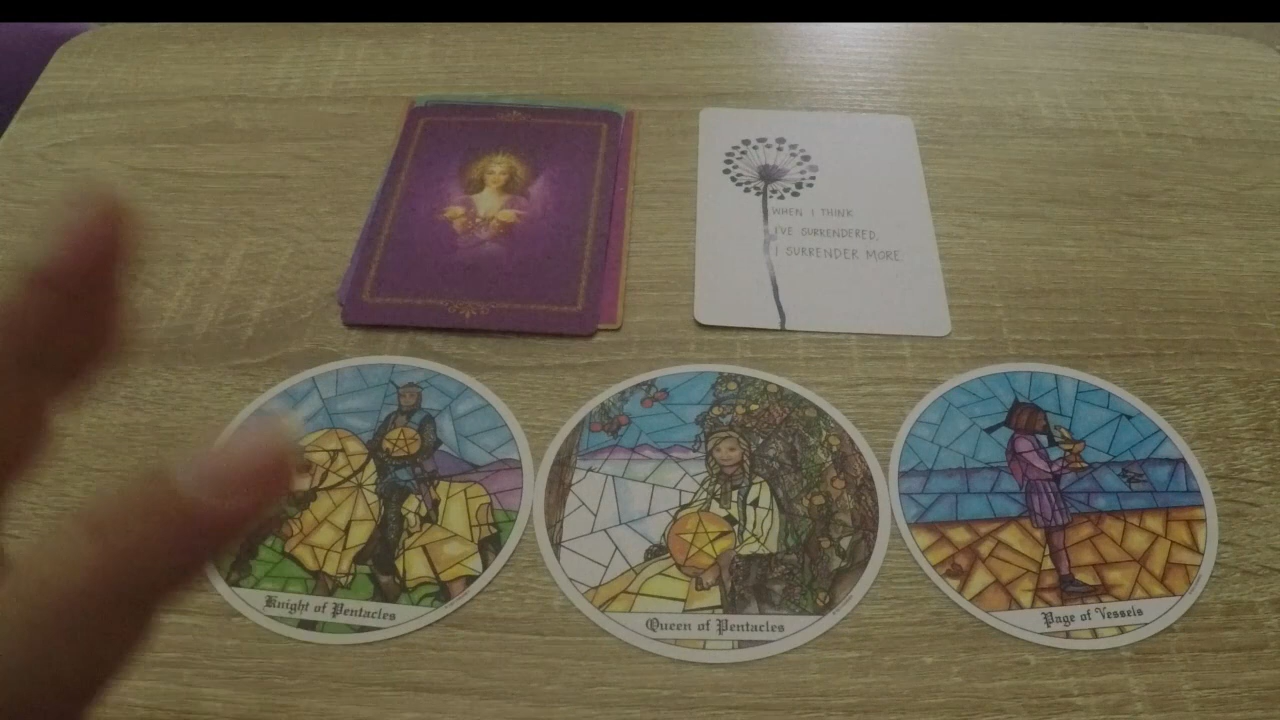 WHEN I THINK
I'VE SURRENDERED,
I SURRENDER MORE.
Knight of Pentacles
Queen of Pentacles
Page of Vessels